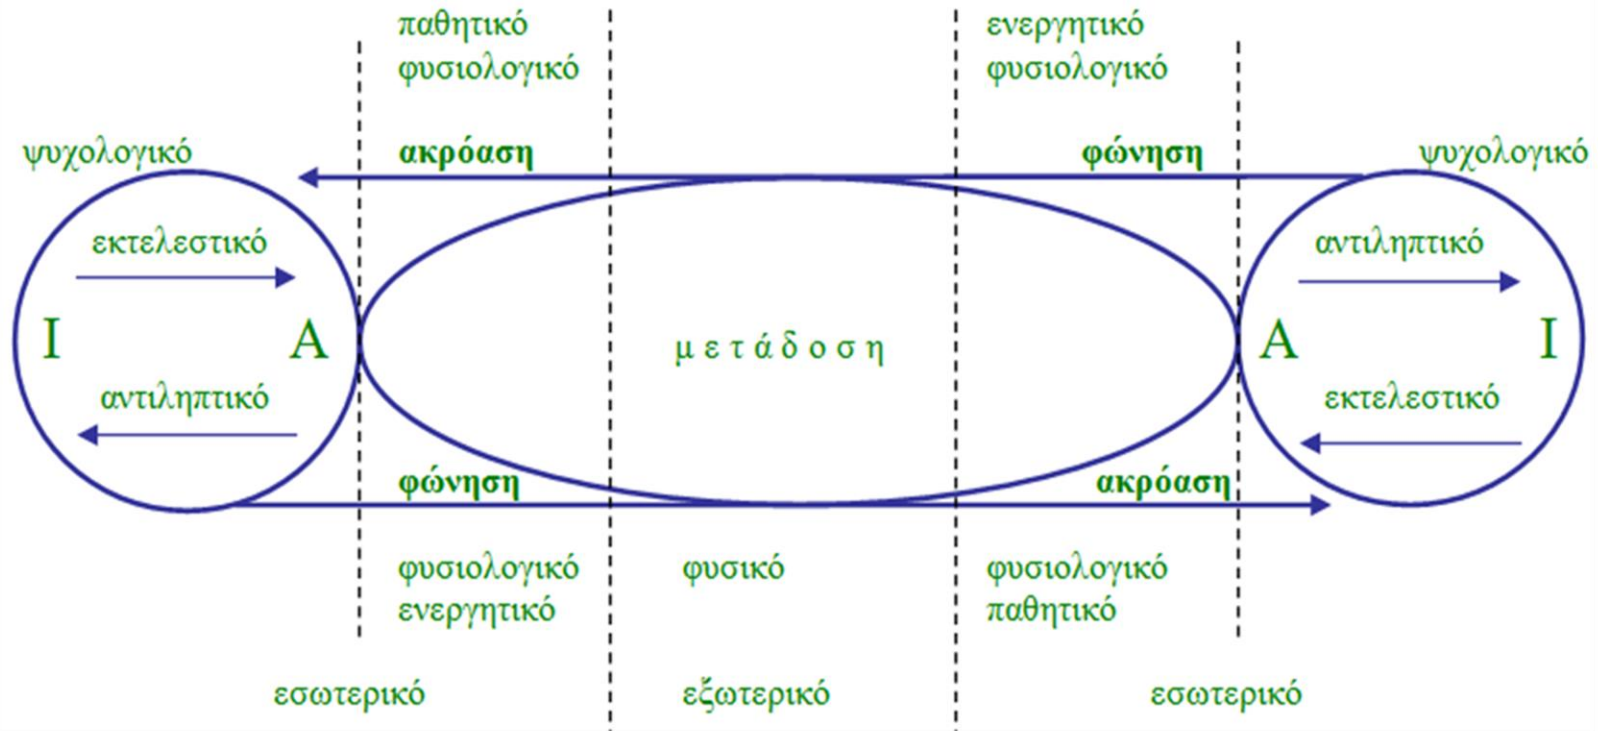 παθητικό
φυσιολογικό
ενεργητικό
φυσιολογικό
ψυχολογικό
ακρόαση
φώνηση
ψυχολογικό
εκτελεστικό
αντιληπτικό
Ι
Α
μετάδοση
Α
Ι
αντιληπτικό
εκτελεστικό
φώνηση
ακρόαση
φυσιολογικό
ενεργητικό
φυσικό
φυσιολογικό
παθητικό
εσωτερικό
εξωτερικό
εσωτερικό